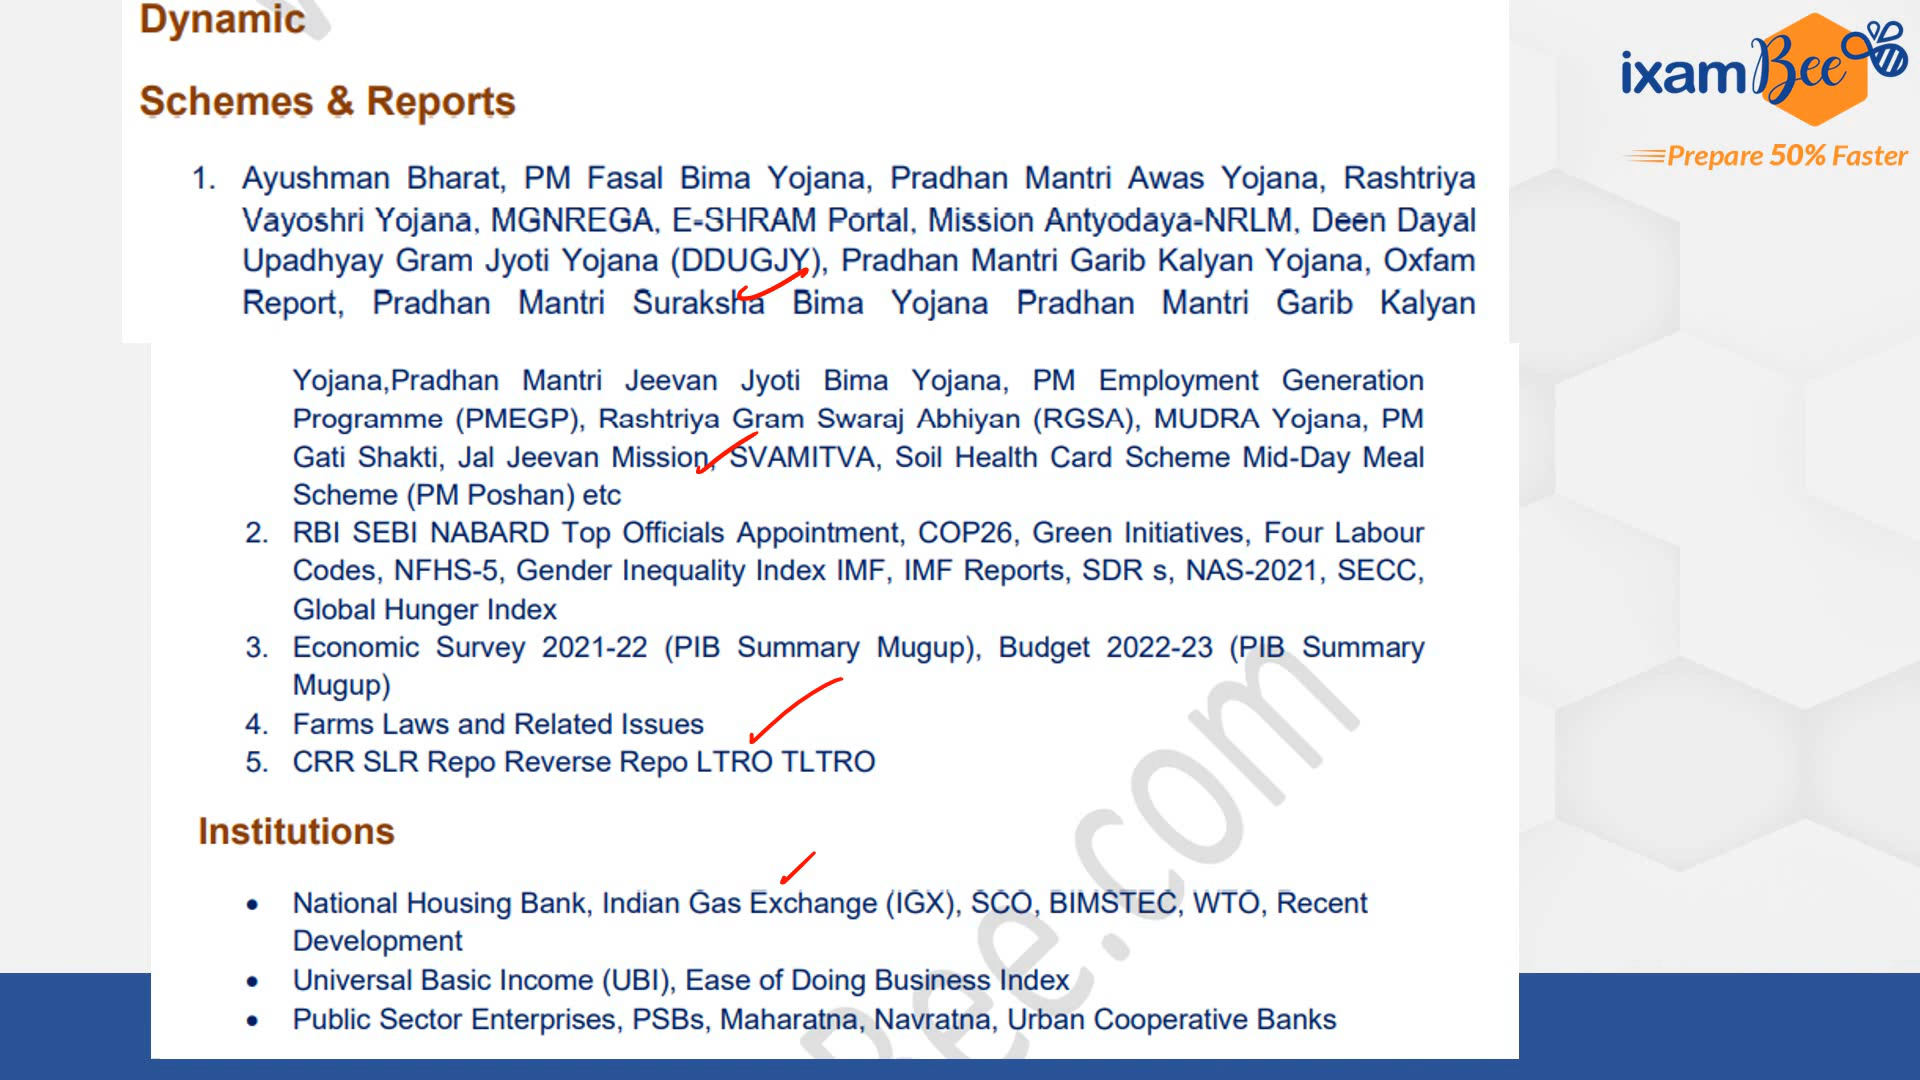 Dynamic
Schemes & Reports
1. Ayushman Bharat, PM Fasal Bima Yojana, Pradhan Mantri Awas Yojana, Rashtriya
Vayoshri Yojana, MGNREGA, E-SHRAM Portal, Mission Antyodaya-NRLM, Deen Dayal
Upadhyay Gram Jyoti Yojana (DDUGJY), Pradhan Mantri Garib Kalyan Yojana, Oxfam
Report, Pradhan Mantri Suraksha Bima Yojana Pradhan Mantri Garib Kalyan
Yojana,Pradhan Mantri Jeevan Jyoti Bima Yojana, PM Employment Generation
Programme (PMEGP), Rashtriya Gram Swaraj Abhiyan (RGSA), MUDRA Yojana, PM
Gati Shakti, Jal Jeevan Mission, SVAMITVA, Soil Health Card Scheme Mid-Day Meal
Scheme (PM Poshan) etc
2. RBI SEBI NABARD Top Officials Appointment, COP26, Green Initiatives, Four Labour
Codes, NFHS-5, Gender Inequality Index IMF, IMF Reports, SDR s, NAS-2021, SECC,
Global Hunger Index
3. Economic Survey 2021-22 (PIB Summary Mugup), Budget 2022-23 (PIB Summary
Mugup)
4. Farms Laws and Related Issues
5. CRR SLR Repo Reverse Repo LTRO TLTRO
Institutions
• National Housing Bank, Indian Gas Exchange (IGX), SCO, BIMSTEC, WTO, Recent
Development
• Universal Basic Income (UBI), Ease of Doing Business Index
• Public Sector Enterprises, PSBs, Maharatna, Navratna, Urban Cooperative Banks
ixamBee
Prepare 50% Faster
Bee.com